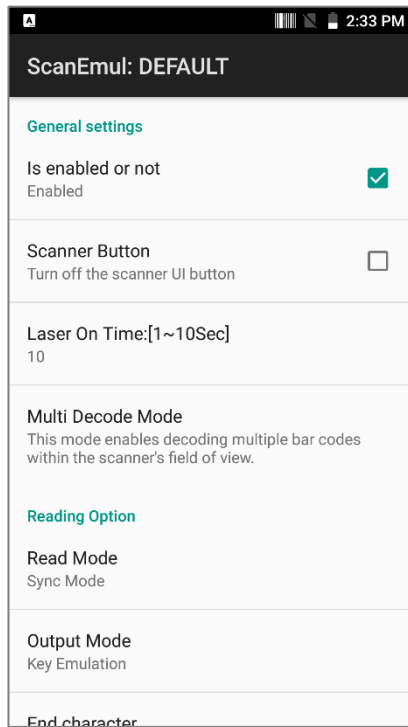 A
2:33 PM
ScanEmul: DEFAULT
General settings
Is enabled or not
Enabled
Scanner Button
Turn off the scanner UI button
Laser On Time:[1~10Sec]
10
Multi Decode Mode
This mode enables decoding multiple bar codes
within the scanner's field of view.
Reading Option
Read Mode
Sync Mode
Output Mode
Key Emulation
End character